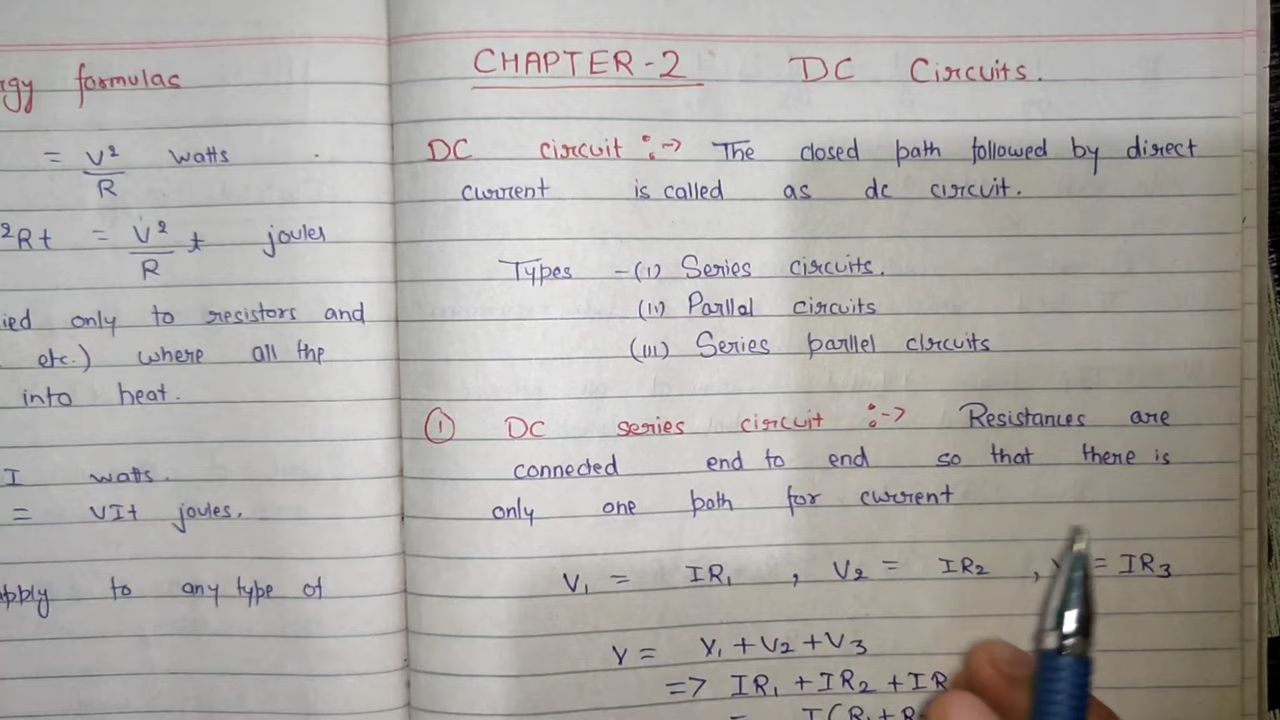 formulas
= V²/R watts
²Rt = V²/R t joules
only to resistors and
etc.) where all the
into heat.
I watts.
= VIt joules.
to any type of
CHAPTER-2 DC Circuits.
DC circuit :-> The closed path followed by direct
current is called as dc circuit.
Types -(i) Series circuits.
(ii) Parllal circuits
(iii) Series parllel circuits
① DC series circuit :-> Resistances are
connected end to end so that there is
only one path for current
V₁ = IR₁ , V₂ = IR₂ , = IR₃
V = V₁ + V₂ + V₃
=> IR₁ + IR₂ + IR
= I(R₁ + R